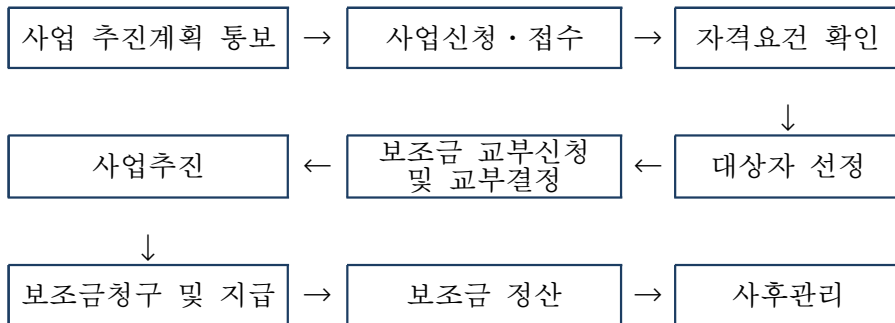 사업 추진계획 통보 → 사업신청·접수 → 자격요건 확인
↓
사업추진 ← 보조금 교부신청 및 교부결정 ← 대상자 선정
↓
보조금청구 및 지급 → 보조금 정산 → 사후관리